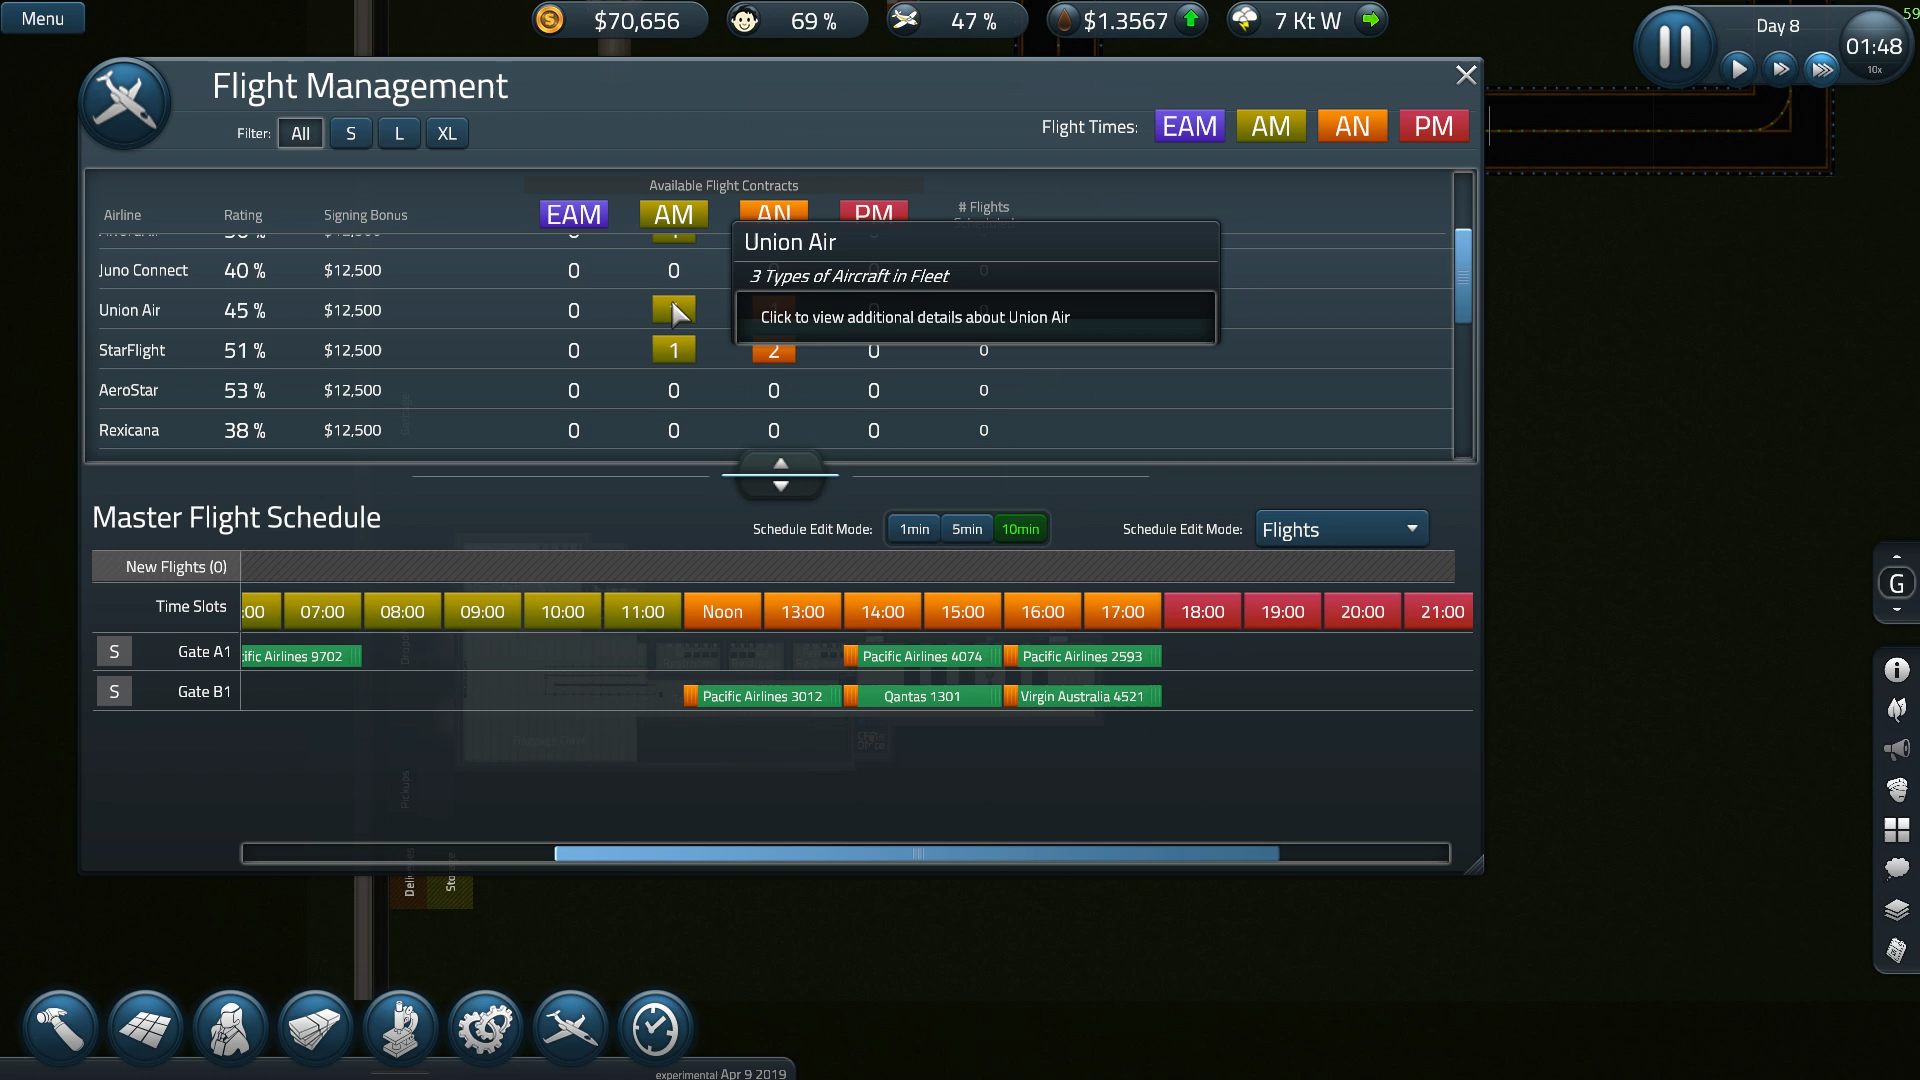 Menu
$70,656
69 %
47 %
$1.3567
7 Kt W
Day 8
01:48
10x
59
Flight Management
Filter:
All
S
L
XL
Flight Times:
EAM
AM
AN
PM
Available Flight Contracts
Airline
Rating
Signing Bonus
EAM
AM
AN
PM
# Flights
Juno Connect
40 %
$12,500
0
0
0
Union Air
45 %
$12,500
0
Union Air
3 Types of Aircraft in Fleet
Click to view additional details about Union Air
StarFlight
51 %
$12,500
0
1
2
0
0
AeroStar
53 %
$12,500
0
0
0
0
0
Rexicana
38 %
$12,500
0
0
0
0
0
Master Flight Schedule
Schedule Edit Mode:
1min
5min
10min
Schedule Edit Mode:
Flights
New Flights (0)
Time Slots
:00
07:00
08:00
09:00
10:00
11:00
Noon
13:00
14:00
15:00
16:00
17:00
18:00
19:00
20:00
21:00
S
Gate A1
ific Airlines 9702
Pacific Airlines 4074
Pacific Airlines 2593
S
Gate B1
Pacific Airlines 3012
Qantas 1301
Virgin Australia 4521
Pickups
G
experimental Apr 9 2019